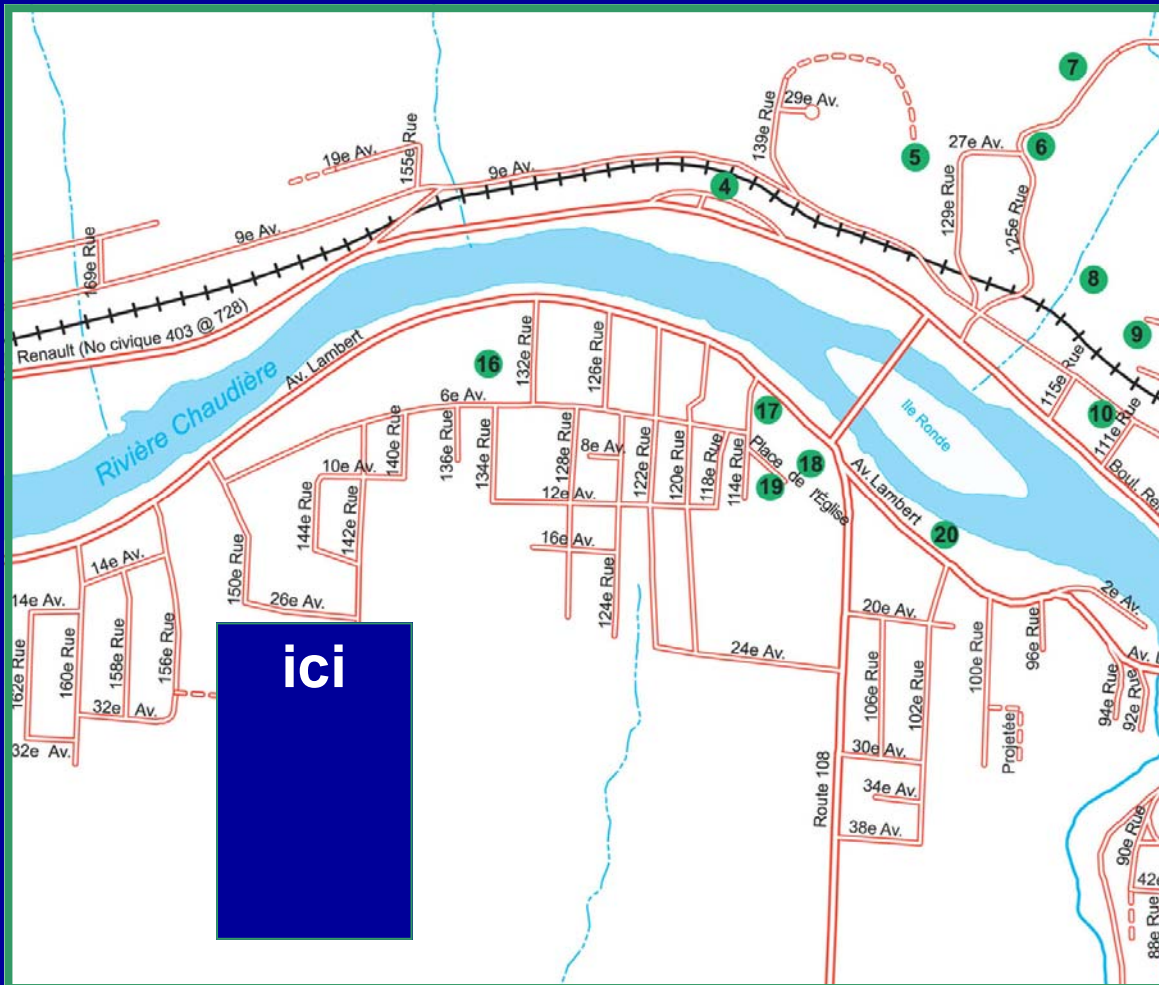 7
29e Av.
139e Rue
5
27e Av.
6
19e Av.
155e Rue
9e Av.
4
129e Rue
125e Rue
9e Av.
169e Rue
8
Renault (No civique 403 @ 728)
9
Av. Lambert
16
132e Rue
126e Rue
115e Rue
Rivière Chaudière
6e Av.
17
Ile Ronde
10
111e Rue
140e Rue
136e Rue
134e Rue
128e Rue
8e Av.
122e Rue
120e Rue
118e Rue
114e Rue
Place de l'Église
18
19
Av. Lambert
Boul. Re
10e Av.
144e Rue
142e Rue
12e Av.
16e Av.
20
150e Rue
14e Av.
26e Av.
124e Rue
2e Av.
14e Av.
20e Av.
162e Rue
160e Rue
158e Rue
156e Rue
ici
24e Av.
106e Rue
102e Rue
100e Rue
96e Rue
Av. L
94e Rue
92e Rue
32e Av.
32e Av.
Projetée
30e Av.
Route 108
34e Av.
38e Av.
90e Rue
42e
88e Rue